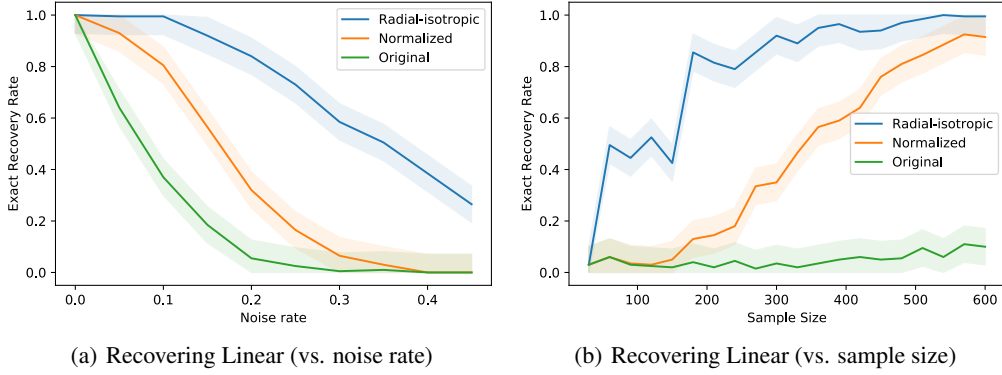 1.0
0.8
0.6
0.4
0.2
0.0
Exact Recovery Rate
Radial-isotropic
Normalized
Original
0.0 0.1 0.2 0.3 0.4
Noise rate
(a) Recovering Linear (vs. noise rate)
1.0
0.8
0.6
0.4
0.2
0.0
Exact Recovery Rate
Radial-isotropic
Normalized
Original
100 200 300 400 500 600
Sample Size
(b) Recovering Linear (vs. sample size)